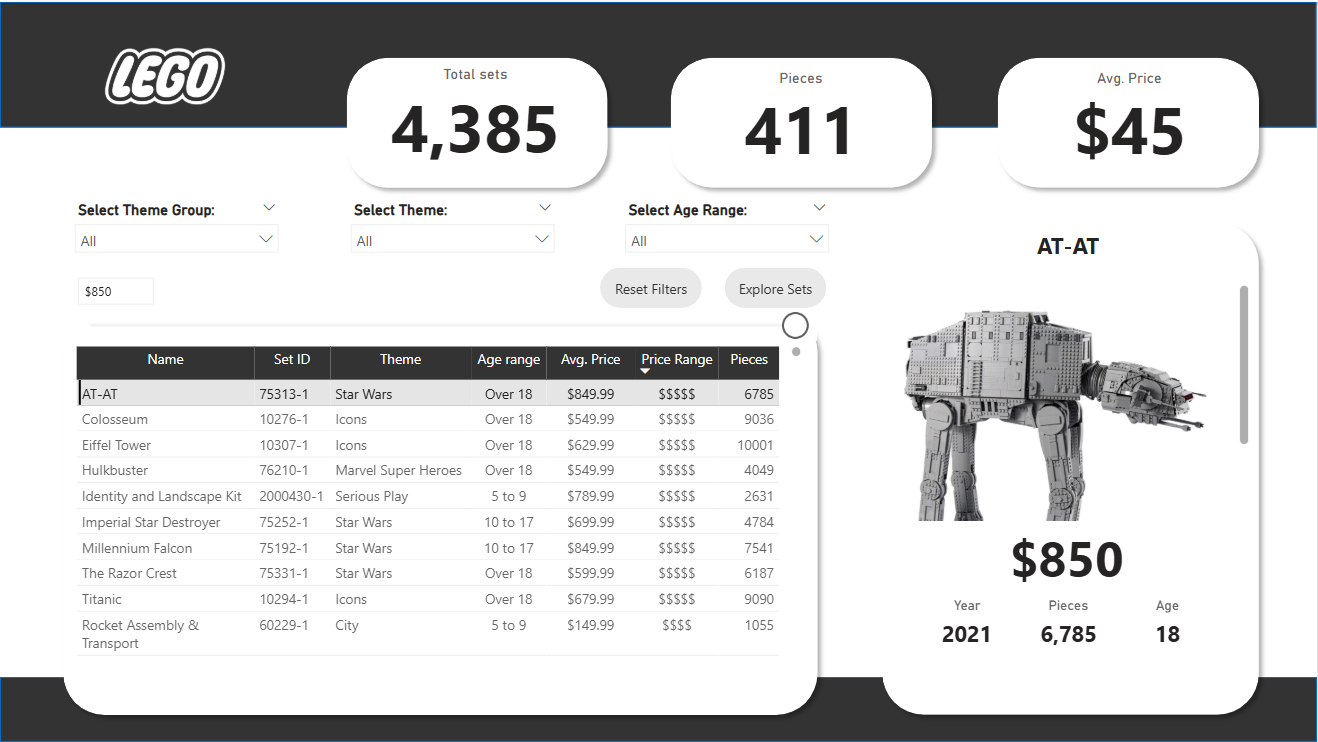 LEGO
Total sets
4,385
Pieces
411
Avg. Price
$45
Select Theme Group:
All
Select Theme:
All
Select Age Range:
All
$850
Reset Filters
Explore Sets
Name Set ID Theme Age range Avg. Price Price Range Pieces
AT-AT 75313-1 Star Wars Over 18 $849.99 $$$$$ 6785
Colosseum 10276-1 Icons Over 18 $549.99 $$$$$ 9036
Eiffel Tower 10307-1 Icons Over 18 $629.99 $$$$$ 10001
Hulkbuster 76210-1 Marvel Super Heroes Over 18 $549.99 $$$$$ 4049
Identity and Landscape Kit 2000430-1 Serious Play 5 to 9 $789.99 $$$$$ 2631
Imperial Star Destroyer 75252-1 Star Wars 10 to 17 $699.99 $$$$$ 4784
Millennium Falcon 75192-1 Star Wars 10 to 17 $849.99 $$$$$ 7541
The Razor Crest 75331-1 Star Wars Over 18 $599.99 $$$$$ 6187
Titanic 10294-1 Icons Over 18 $679.99 $$$$$ 9090
Rocket Assembly & 60229-1 City 5 to 9 $149.99 $$$$ 1055
Transport
AT-AT
$850
Year Pieces Age
2021 6,785 18